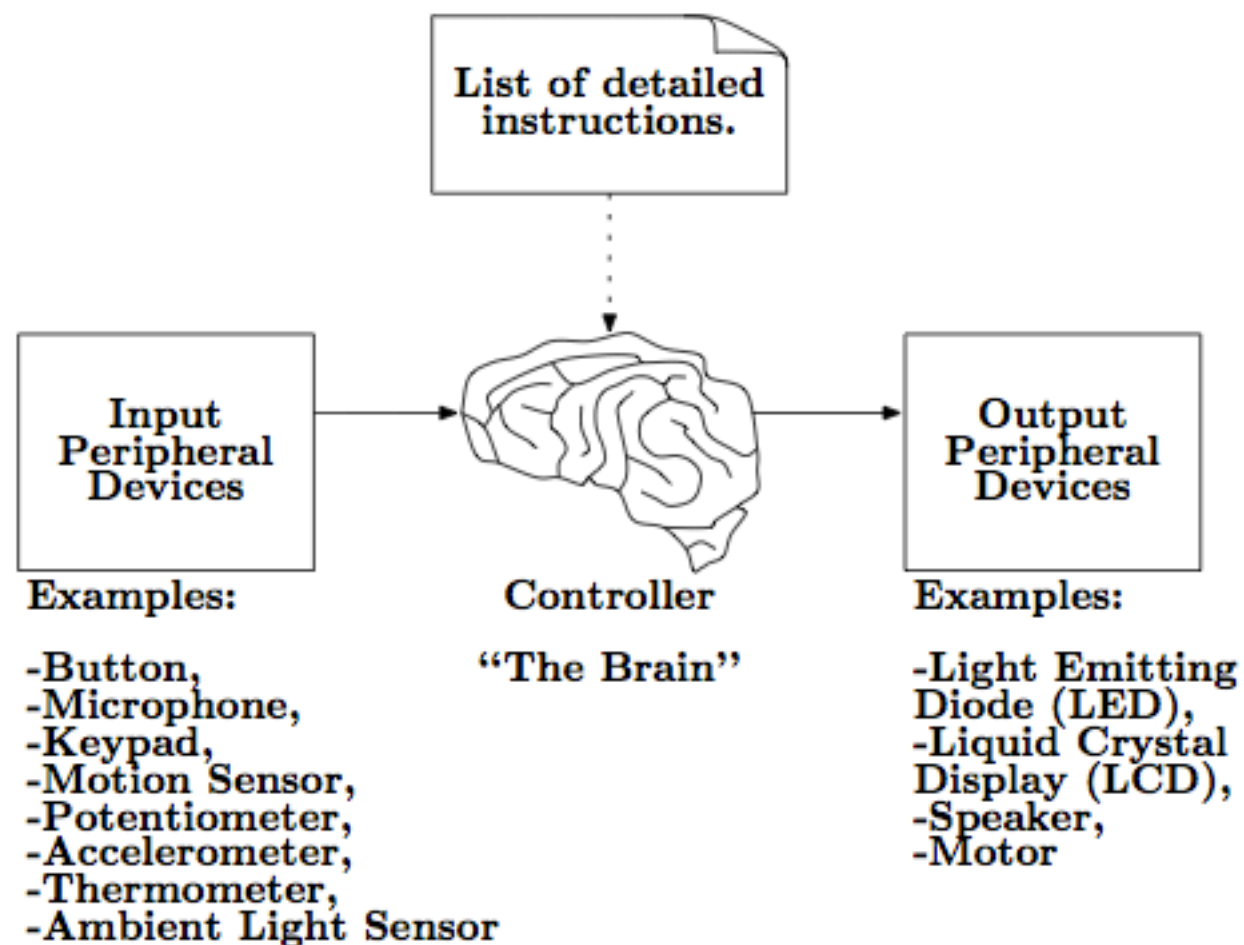 List of detailed
instructions.
Input
Peripheral
Devices
Output
Peripheral
Devices
Examples:
-Button,
-Microphone,
-Keypad,
-Motion Sensor,
-Potentiometer,
-Accelerometer,
-Thermometer,
-Ambient Light Sensor
Controller
“The Brain”
Examples:
-Light Emitting
Diode (LED),
-Liquid Crystal
Display (LCD),
-Speaker,
-Motor